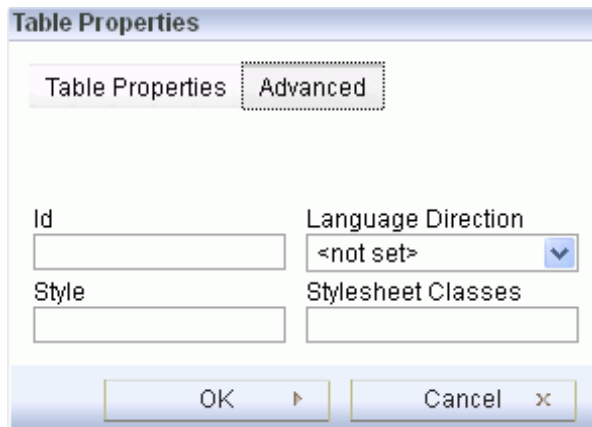 Table Properties
Table Properties Advanced
Id Language Direction
<not set>
Style Stylesheet Classes
OK Cancel